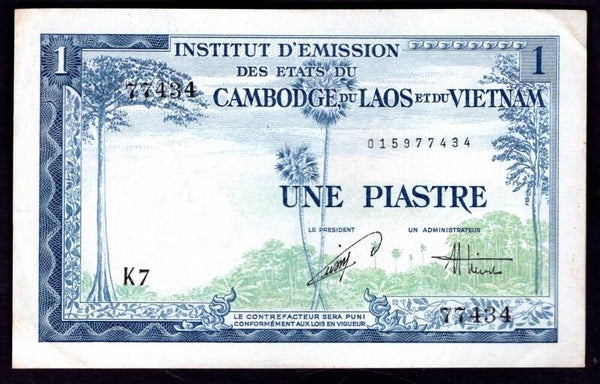 1
INSTITUT D'EMISSION
1
DES ETATS DU
77434
CAMBODGE, DU LAOS ET DU VIETNAM
015977434
UNE PIASTRE
LE PRESIDENT UN ADMINISTRATEUR
K7
77434
LE CONTREFACTEUR SERA PUNI
CONFORMÉMENT AUX LOIS EN VIGUEUR